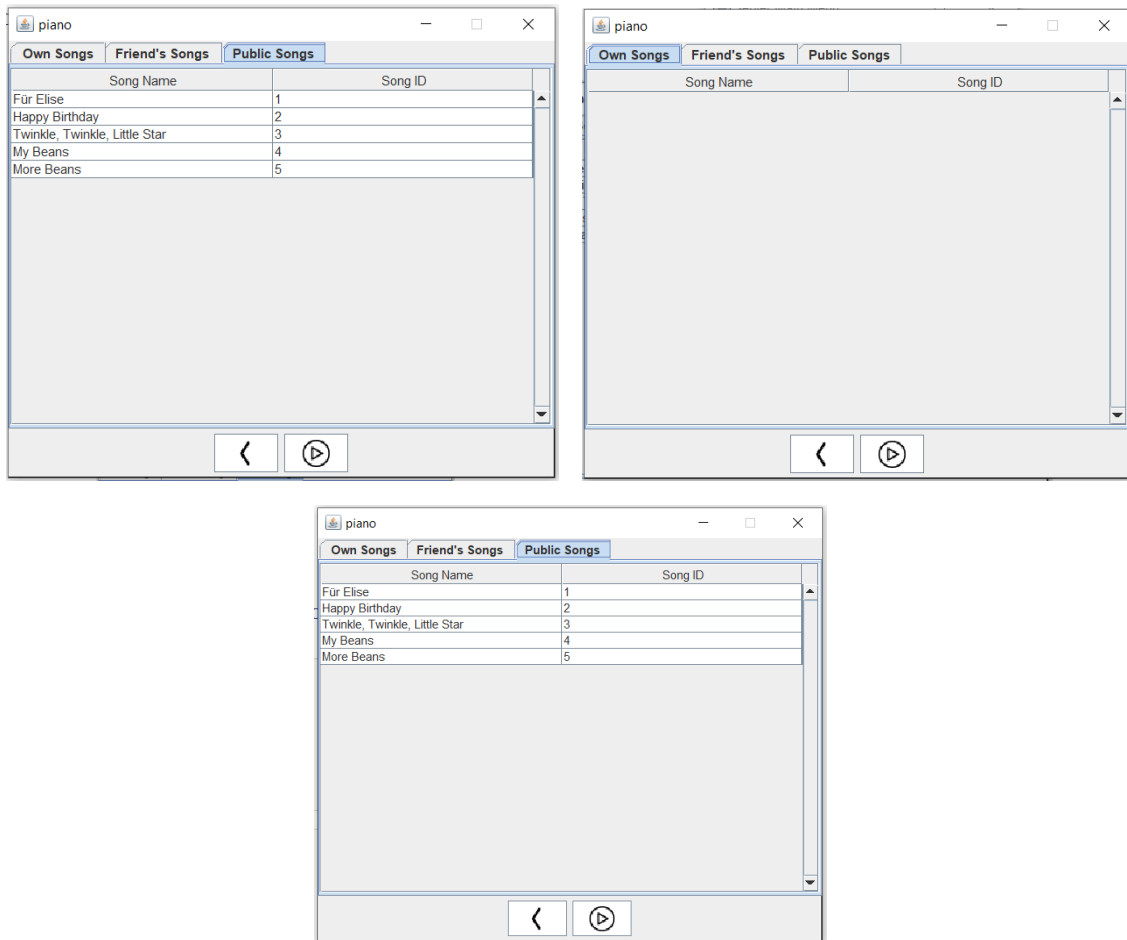 piano
Own Songs Friend's Songs Public Songs
Song Name Song ID
Für Elise 1
Happy Birthday 2
Twinkle, Twinkle, Little Star 3
My Beans 4
More Beans 5
piano
Own Songs Friend's Songs Public Songs
Song Name Song ID
piano
Own Songs Friend's Songs Public Songs
Song Name Song ID
Für Elise 1
Happy Birthday 2
Twinkle, Twinkle, Little Star 3
My Beans 4
More Beans 5